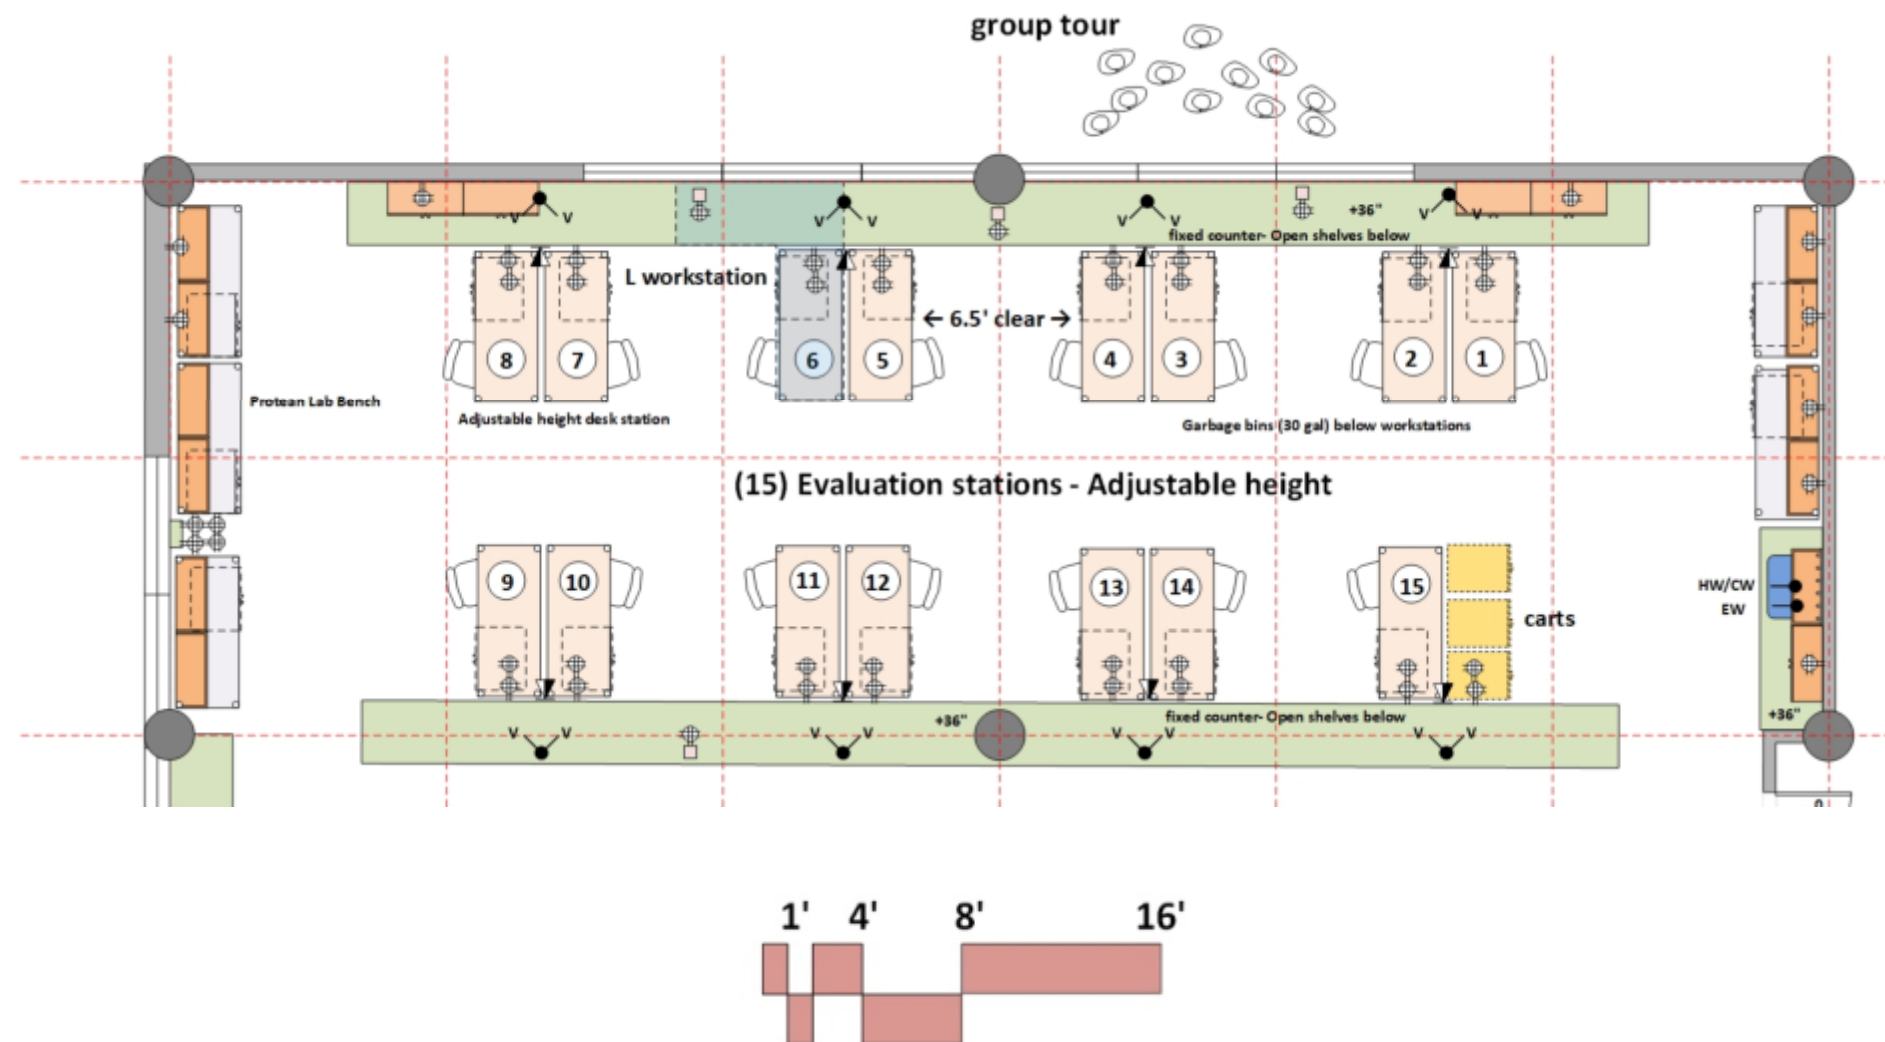 group tour
+36"
fixed counter- Open shelves below
V V V V V V V V
L workstation
← 6.5' clear →
8 7 6 5 4 3 2 1
Protean Lab Bench
Adjustable height desk station
Garbage bins (30 gal) below workstations
(15) Evaluation stations - Adjustable height
9 10 11 12 13 14 15
HW/CW
EW
carts
+36"
fixed counter- Open shelves below
+36"
V V V V V V V V
1' 4' 8' 16'